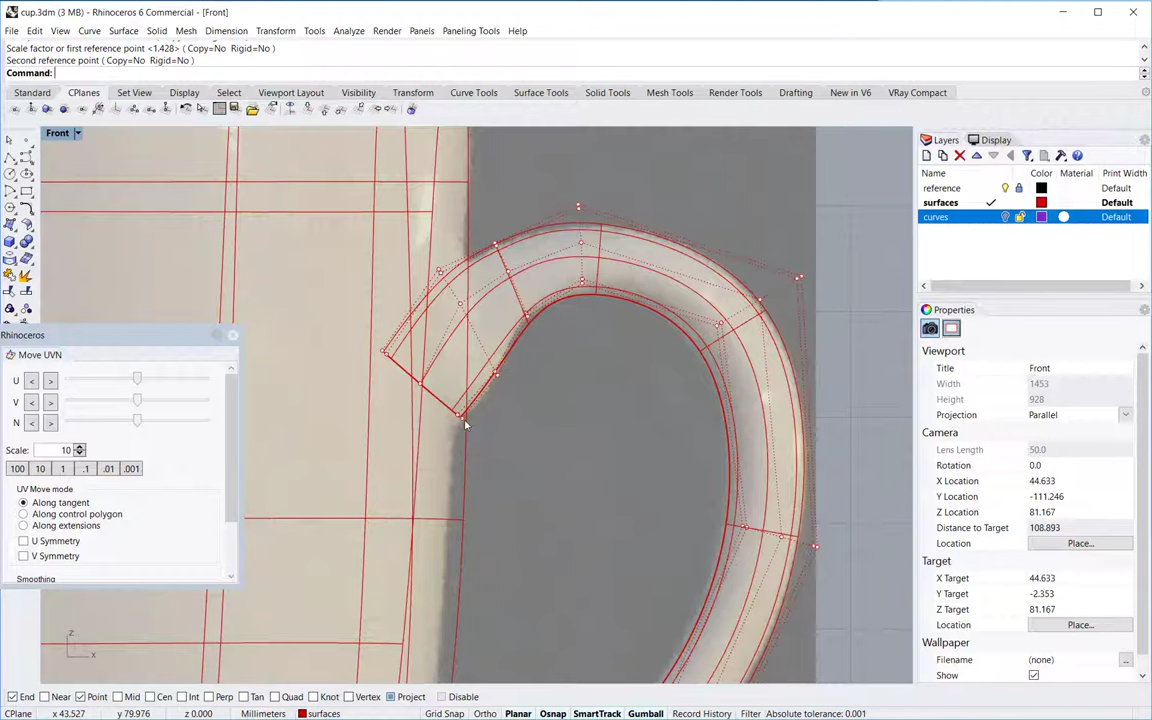 cup.3dm (3 MB) - Rhinoceros 6 Commercial - [Front]
File Edit View Curve Surface Solid Mesh Dimension Transform Tools Analyze Render Panels Paneling Tools Help
Scale factor or first reference point <1.428> ( Copy=No Rigid=No )
Second reference point ( Copy=No Rigid=No )
Command:
Standard CPlanes Set View Display Select Viewport Layout Visibility Transform Curve Tools Surface Tools Solid Tools Mesh Tools Render Tools Drafting New in V6 VRay Compact
Front
Layers Display
Name Color Material Print Width
reference Default
surfaces Default
curves Default
Properties
Viewport
Title Front
Width 1453
Height 928
Projection Parallel
Camera
Lens Length 50.0
Rotation 0.0
X Location 44.633
Y Location -111.246
Z Location 81.167
Distance to Target 108.893
Location Place...
Target
X Target 44.633
Y Target -2.353
Z Target 81.167
Location Place...
Wallpaper
Filename (none) ...
Show
Rhinoceros
Move UVN
U < >
V < >
N < >
Scale: 10
100 10 1 .1 .01 .001
UV Move mode
Along tangent
Along control polygon
Along extensions
U Symmetry
V Symmetry
Smoothing
z
x
End Near Point Mid Cen Int Perp Tan Quad Knot Vertex Project Disable
CPlane x 43.527 y 79.976 z 0.000 Millimeters surfaces Grid Snap Ortho Planar Osnap SmartTrack Gumball Record History Filter Absolute tolerance: 0.001